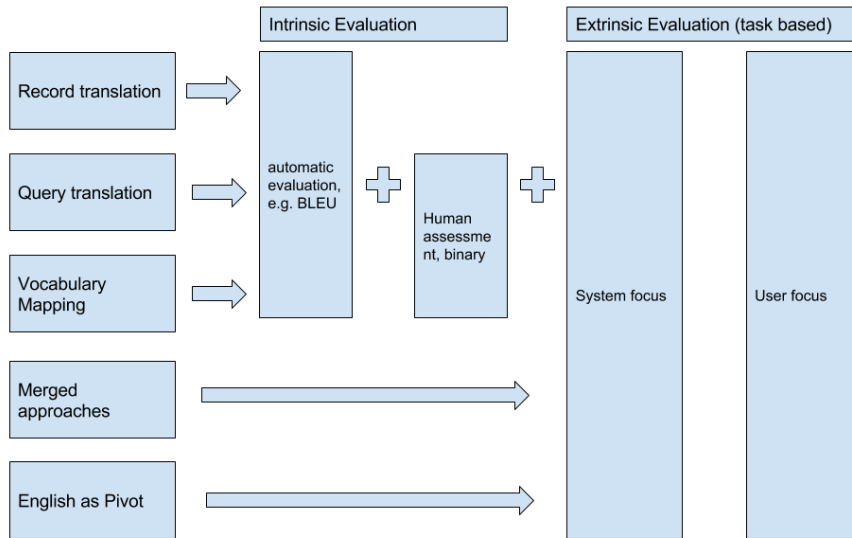 Intrinsic Evaluation
Extrinsic Evaluation (task based)
Record translation
Query translation
Vocabulary
Mapping
Merged
approaches
English as Pivot
automatic
evaluation,
e.g. BLEU
Human
assessme
nt, binary
System focus
User focus